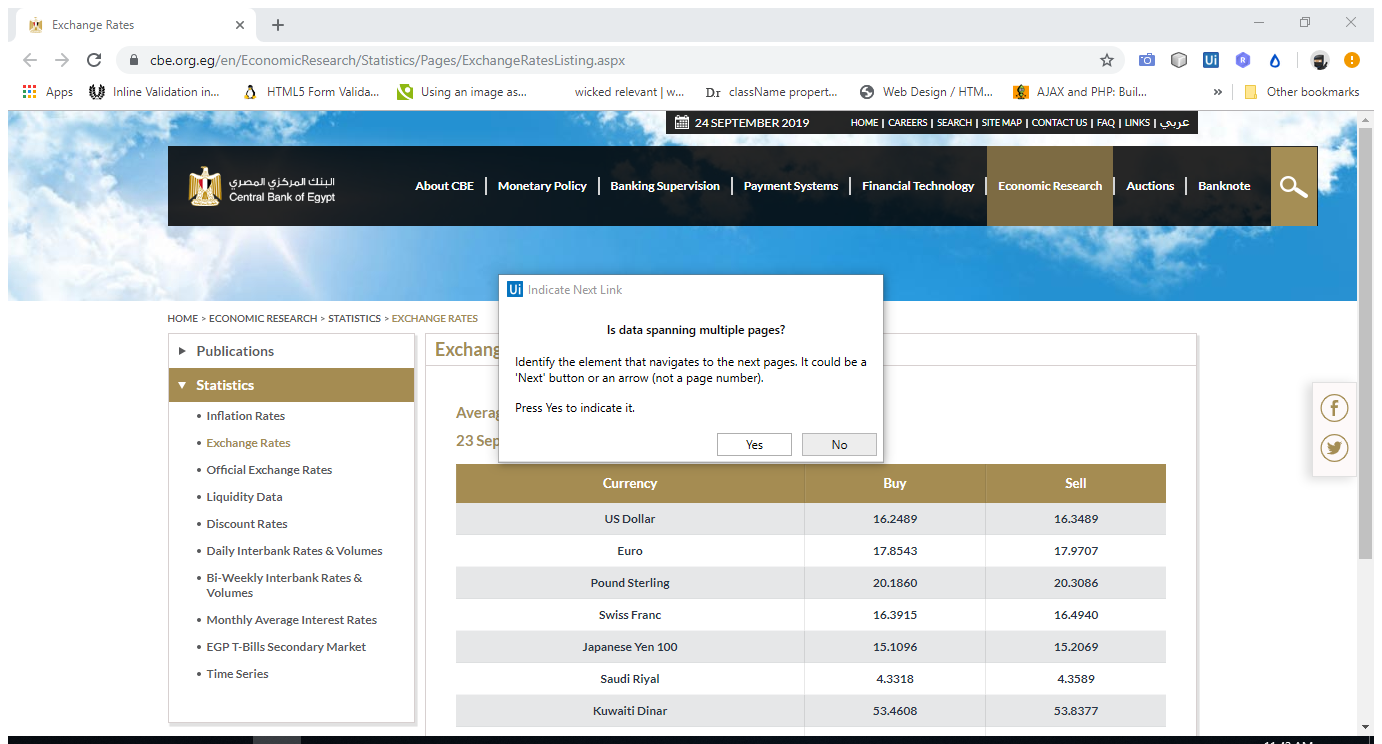 Exchange Rates
cbe.org.eg/en/EconomicResearch/Statistics/Pages/ExchangeRatesListing.aspx
Apps
Inline Validation in...
HTML5 Form Valida...
Using an image as...
wicked relevant | w...
Dr className propert...
Web Design / HTM...
AJAX and PHP: Buil...
»
Other bookmarks
24 SEPTEMBER 2019
HOME | CAREERS | SEARCH | SITE MAP | CONTACT US | FAQ | LINKS | عربي
البنك المركزي المصري
Central Bank of Egypt
About CBE | Monetary Policy | Banking Supervision | Payment Systems | Financial Technology | Economic Research | Auctions | Banknote
Ui Indicate Next Link
Is data spanning multiple pages?
Identify the element that navigates to the next pages. It could be a
'Next' button or an arrow (not a page number).
Press Yes to indicate it.
Yes
No
HOME > ECONOMIC RESEARCH > STATISTICS > EXCHANGE RATES
Publications
Statistics
• Inflation Rates
• Exchange Rates
• Official Exchange Rates
• Liquidity Data
• Discount Rates
• Daily Interbank Rates & Volumes
• Bi-Weekly Interbank Rates &
Volumes
• Monthly Average Interest Rates
• EGP T-Bills Secondary Market
• Time Series
Exchang
Averag
23 Sep
Currency Buy Sell
US Dollar 16.2489 16.3489
Euro 17.8543 17.9707
Pound Sterling 20.1860 20.3086
Swiss Franc 16.3915 16.4940
Japanese Yen 100 15.1096 15.2069
Saudi Riyal 4.3318 4.3589
Kuwaiti Dinar 53.4608 53.8377